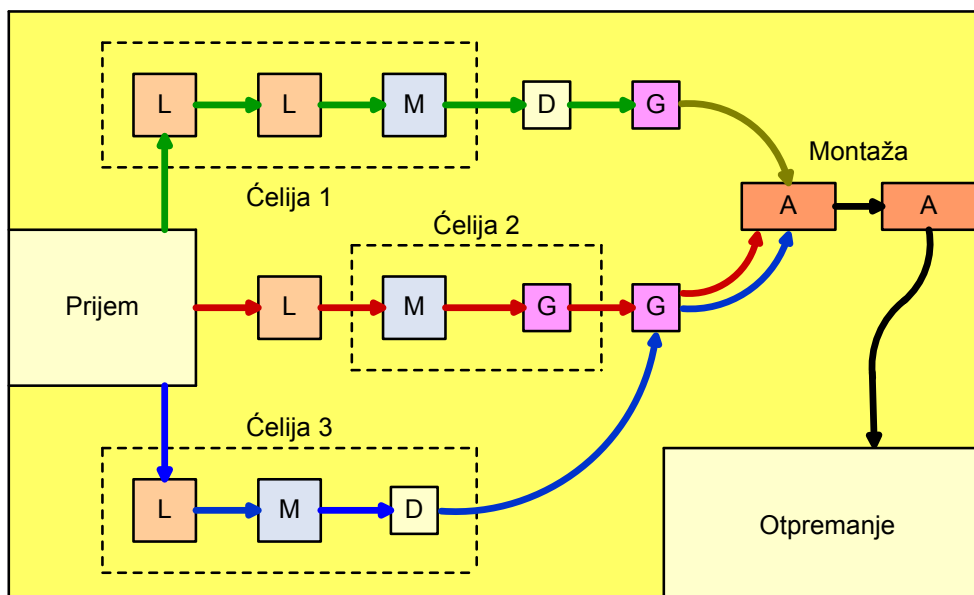 L L M D G
Montaža
Ćelija 1
A A
Ćelija 2
Prijem
L M G G
Ćelija 3
L M D
Otpremanje